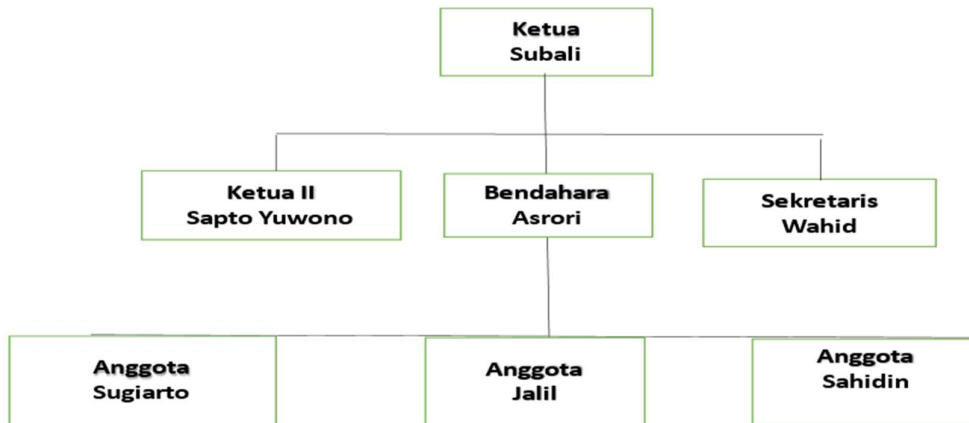 Ketua
Subali
Ketua II
Sapto Yuwono
Bendahara
Asrori
Sekretaris
Wahid
Anggota
Sugiarto
Anggota
Jalil
Anggota
Sahidin